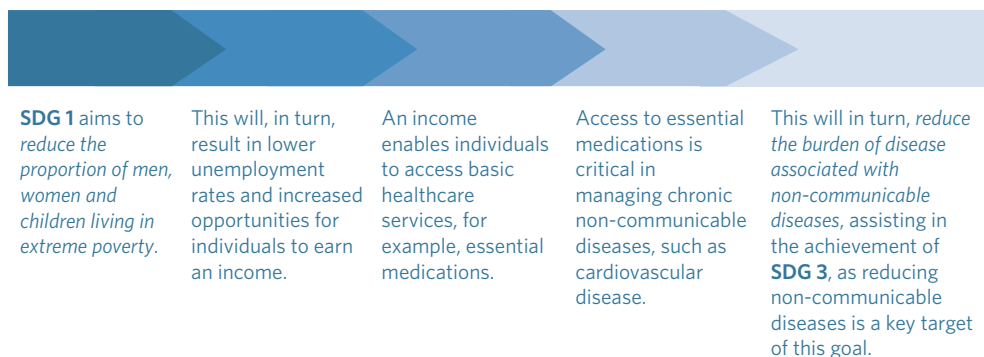 SDG 1 aims to
reduce the
proportion of men,
women and
children living in
extreme poverty.
This will, in turn,
result in lower
unemployment
rates and increased
opportunities for
individuals to earn
an income.
An income
enables individuals
to access basic
healthcare
services, for
example, essential
medications.
Access to essential
medications is
critical in
managing chronic
non-communicable
diseases, such as
cardiovascular
disease.
This will in turn, reduce
the burden of disease
associated with
non-communicable
diseases, assisting in
the achievement of
SDG 3, as reducing
non-communicable
diseases is a key target
of this goal.